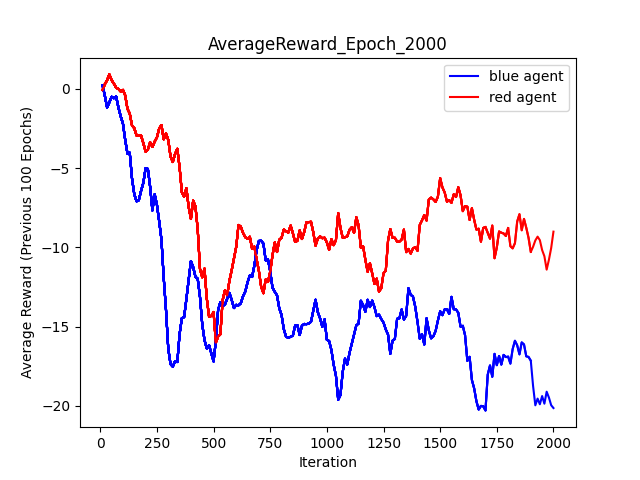 AverageReward_Epoch_2000
blue agent
red agent
Average Reward (Previous 100 Epochs)
0
−5
−10
−15
−20
0 250 500 750 1000 1250 1500 1750 2000
Iteration